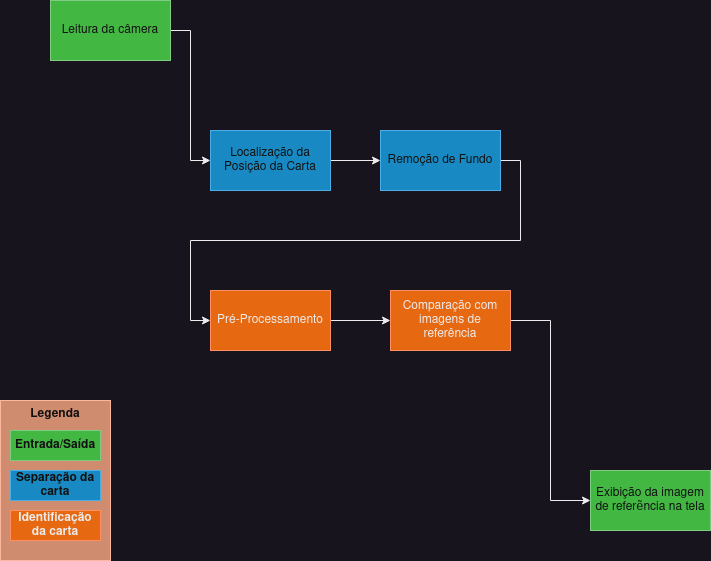 Leitura da câmera
Localização da
Posição da Carta
Remoção de Fundo
Pré-Processamento
Comparação com
imagens de
referência
Legenda
Entrada/Saída
Separação da
carta
Identificação
da carta
Exibição da imagem
de referência na tela